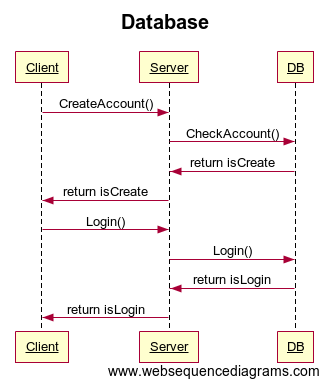 Database
Client Server DB
CreateAccount()
CheckAccount()
return isCreate
return isCreate
Login()
Login()
return isLogin
return isLogin
Client Server DB
www.websequencediagrams.com